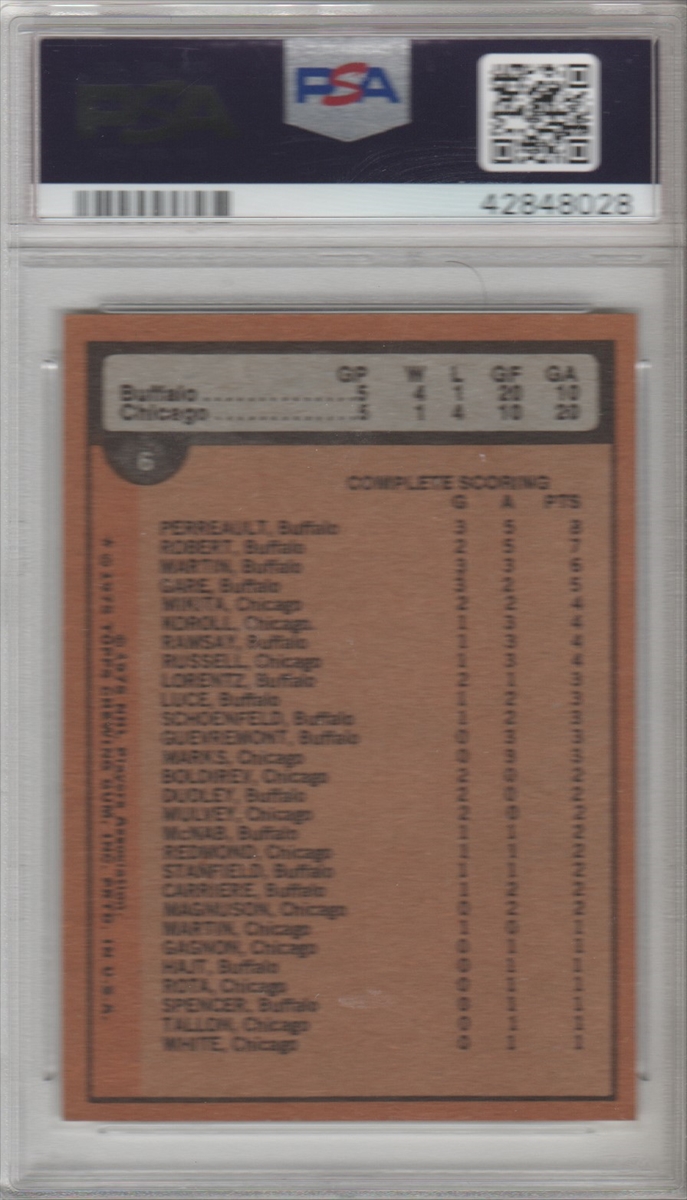 PSA
PSA
42848028
GP W L GF GA
Buffalo 5 4 1 20 10
Chicago 5 1 4 10 20
6
COMPLETE SCORING
G A PTS
PERREAULT, Buffalo 3 5 8
ROBERT, Buffalo 2 5 7
MARTIN, Buffalo 3 3 6
GARE, Buffalo 3 2 5
MIKITA, Chicago 2 2 4
KOROLL, Chicago. 1 3 4
RAMSAY, Buffalo 1 3 4
RUSSELL, Chicago 1 3 4
LORENTZ, Buffalo 2 1 3
LUCE, Buffalo 1 2 3
SCHOENFELD, Buffalo 1 2 3
GUEVREMONT, Buffalo 0 3 3
MARKS, Chicago 0 3 3
BOLDIREV, Chicago 2 0 2
DUDLEY, Buffalo 2 0 2
MULVEY, Chicago 2 0 2
McNAB, Buffalo 1 1 2
REDMOND, Chicago 1 1 2
STANFIELD, Buffalo 1 1 2
CARRIERE, Buffalo 2 2
MAGNUSON, Chicago 0 2 2
MARTIN, Chicago 1 0 1
GAGNON, Chicago 0 1 1
HAJT, Buffalo 0 1 1
ROTA, Chicago 0 1 1
SPENCER, Buffalo 0 1 1
TALLON, Chicago 0 1 1
WHITE, Chicago 0 1 1
© 1975 NHL Players Association.
© 1975 TOPPS CHEWING GUM, INC. PRTD. IN U.S.A.